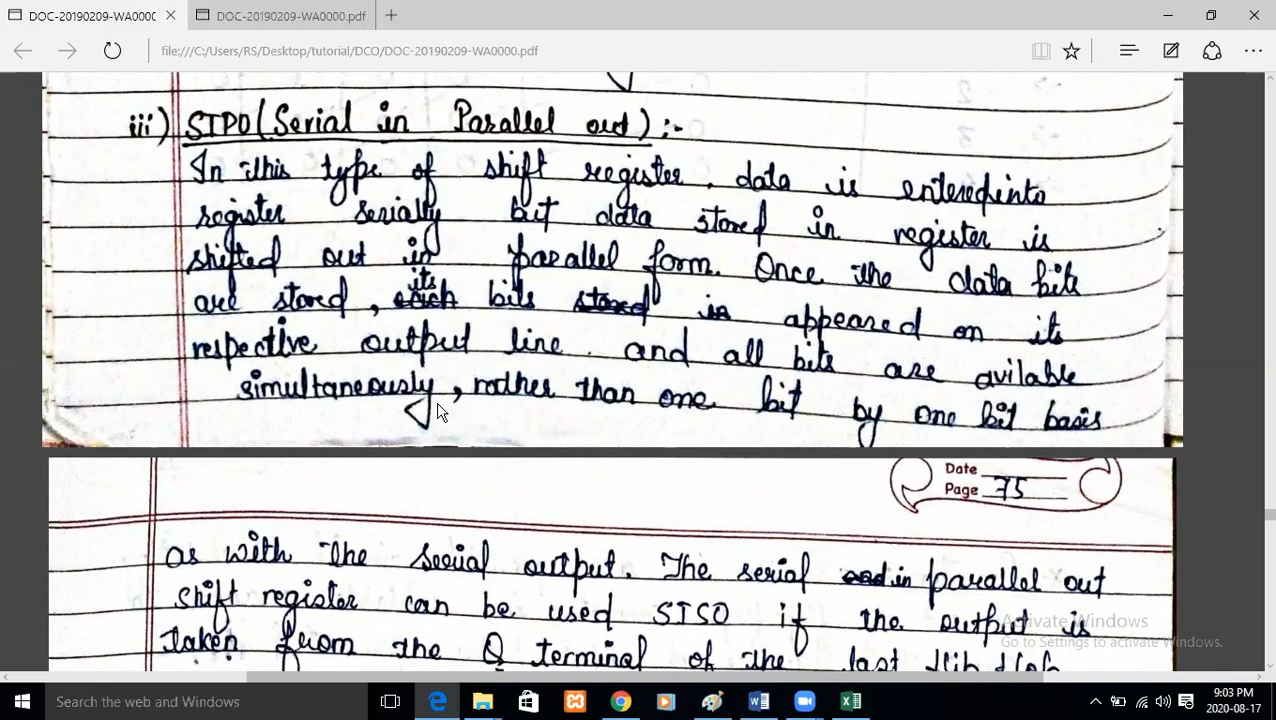 DOC-20190209-WA0000
DOC-20190209-WA0000.pdf
file:///C:/Users/RS/Desktop/tutorial/DCO/DOC-20190209-WA0000.pdf
iii) SIPO (Serial in Parallel out) :-
In this type of shift register, data is entered into
register serially but data stored in register is
shifted out in parallel form. Once the data bits
are stored, its bits is appeared on its
respective output line. and all bits are avilable
simultaneously, rather than one bit by one bit basis
Date
Page 75
as with the serial output. The serial in parallel out
shift register can be used SISO if the output is
taken from the Q terminal of the last flip flop
Activate Windows
Go to Settings to activate Windows.
Search the web and Windows
9:03 PM
2020-08-17